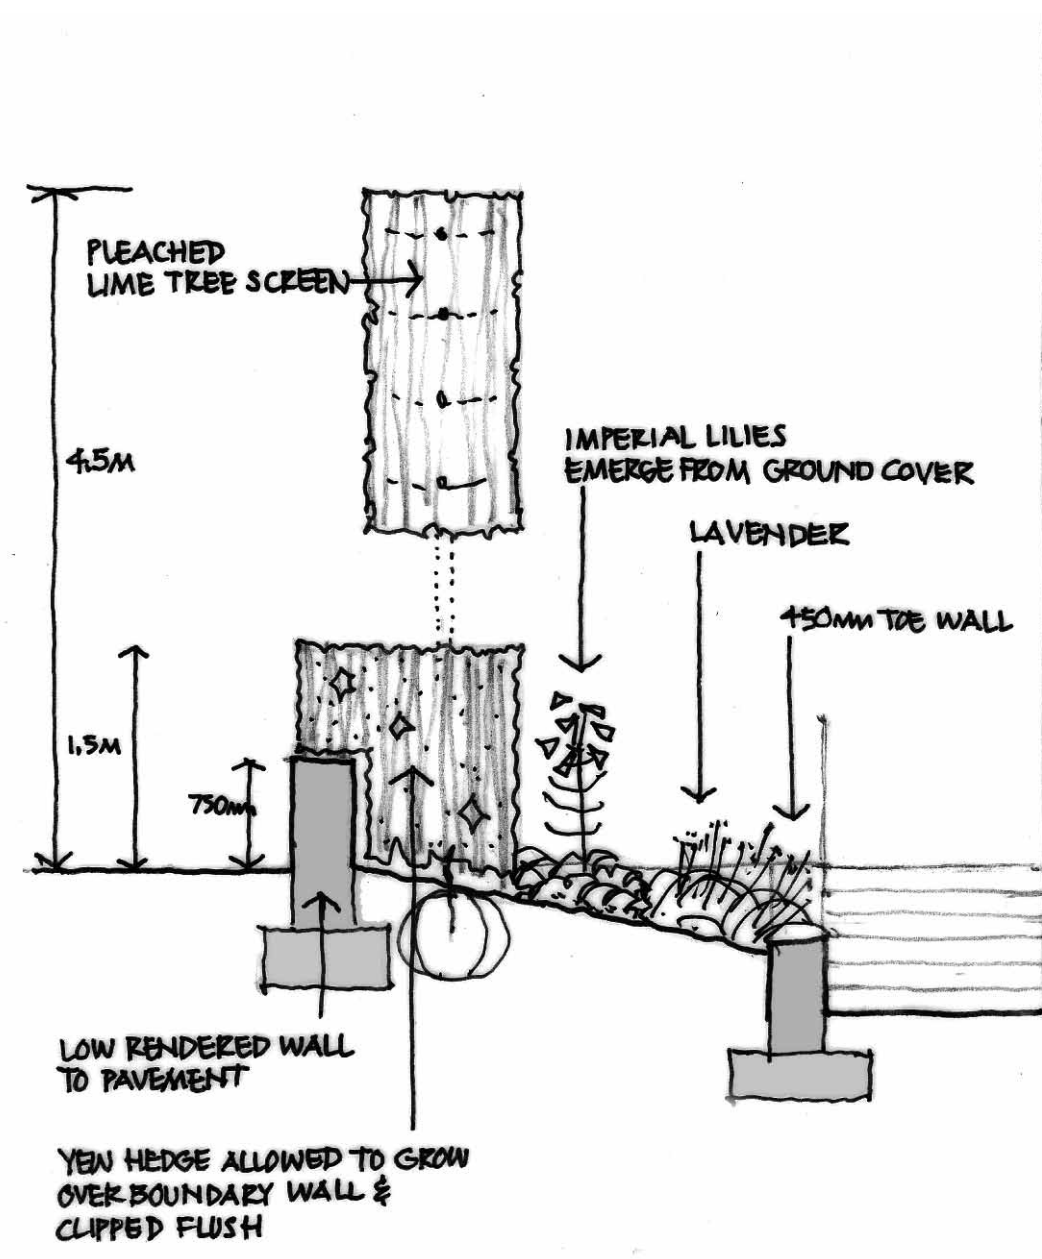 PLEACHED
LIME TREE SCREEN
4.5M
IMPERIAL LILIES
EMERGE FROM GROUND COVER
LAVENDER
450mm TOE WALL
1.5M
750mm
LOW RENDERED WALL
TO PAVEMENT
YEW HEDGE ALLOWED TO GROW
OVER BOUNDARY WALL &
CLIPPED FLUSH